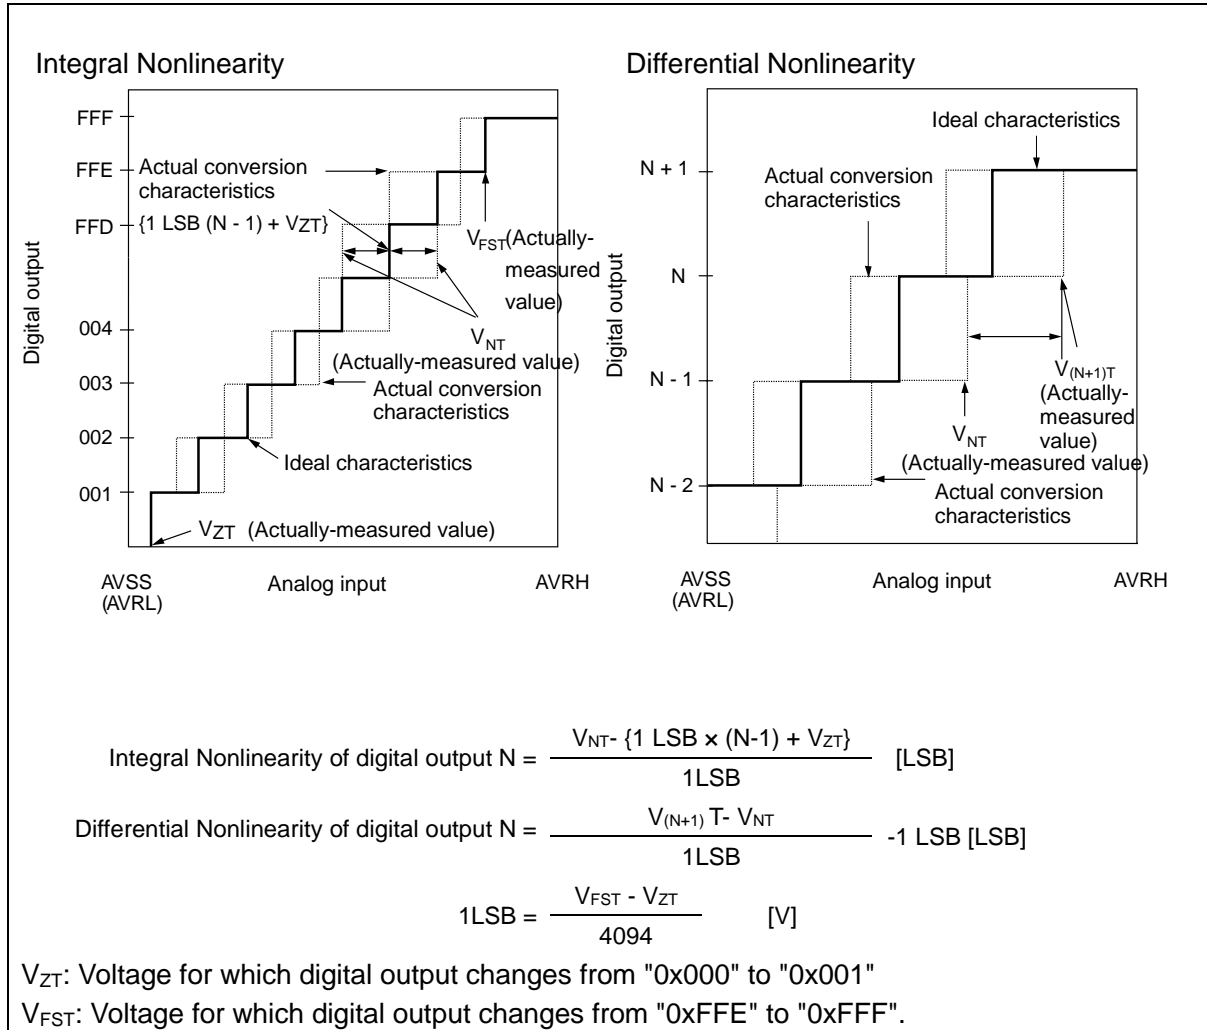 Integral Nonlinearity
FFF
FFE
FFD
004
003
002
001
Digital output
Actual conversion
characteristics
{1 LSB (N - 1) + VZT}
VFST (Actually-
measured
value)
VNT
(Actually-measured value)
Actual conversion
characteristics
Ideal characteristics
VZT (Actually-measured value)
AVSS
(AVRL)
Analog input
AVRH
Differential Nonlinearity
N + 1
N
N - 1
N - 2
Digital output
Ideal characteristics
Actual conversion
characteristics
V(N+1)T
(Actually-
measured
value)
VNT
(Actually-measured value)
Actual conversion
characteristics
AVSS
(AVRL)
Analog input
AVRH
Integral Nonlinearity of digital output N = VNT- {1 LSB × (N-1) + VZT}
1LSB
[LSB]
Differential Nonlinearity of digital output N = V(N+1) T- VNT
1LSB
-1 LSB [LSB]
1LSB = VFST - VZT
4094
[V]
VZT: Voltage for which digital output changes from "0x000" to "0x001"
VFST: Voltage for which digital output changes from "0xFFE" to "0xFFF".